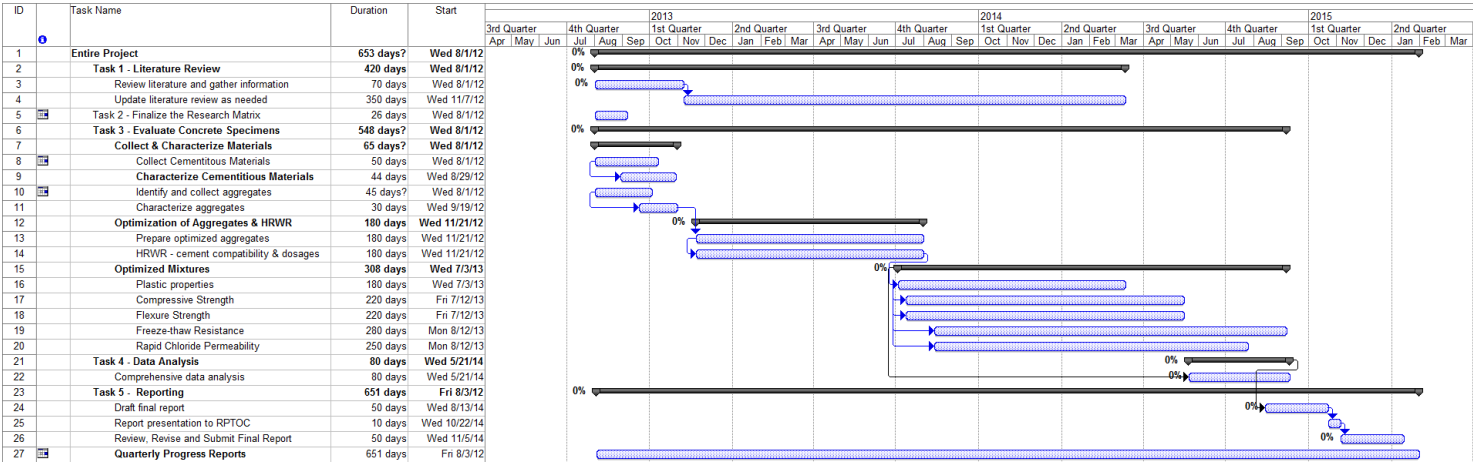 ID Task Name Duration Start
2013 2014 2015
3rd Quarter 4th Quarter 1st Quarter 2nd Quarter 3rd Quarter 4th Quarter 1st Quarter 2nd Quarter 3rd Quarter 4th Quarter 1st Quarter 2nd Quarter
Apr May Jun Jul Aug Sep Oct Nov Dec Jan Feb Mar Apr May Jun Jul Aug Sep Oct Nov Dec Jan Feb Mar Apr May Jun Jul Aug Sep Oct Nov Dec Jan Feb Mar
1 Entire Project 653 days? Wed 8/1/12 0%
2 Task 1 - Literature Review 420 days Wed 8/1/12 0%
3 Review literature and gather information 70 days Wed 8/1/12 0%
4 Update literature review as needed 350 days Wed 11/7/12
5 Task 2 - Finalize the Research Matrix 26 days Wed 8/1/12
6 Task 3 - Evaluate Concrete Specimens 548 days? Wed 8/1/12 0%
7 Collect & Characterize Materials 65 days? Wed 8/1/12
8 Collect Cementitous Materials 50 days Wed 8/1/12
9 Characterize Cementitious Materials 44 days Wed 8/29/12
10 Identify and collect aggregates 45 days? Wed 8/1/12
11 Characterize aggregates 30 days Wed 9/19/12
12 Optimization of Aggregates & HRWR 180 days Wed 11/21/12 0%
13 Prepare optimized aggregates 180 days Wed 11/21/12
14 HRWR - cement compatibility & dosages 180 days Wed 11/21/12
15 Optimized Mixtures 308 days Wed 7/3/13 0%
16 Plastic properties 180 days Wed 7/3/13
17 Compressive Strength 220 days Fri 7/12/13
18 Flexure Strength 220 days Fri 7/12/13
19 Freeze-thaw Resistance 280 days Mon 8/12/13
20 Rapid Chloride Permeability 250 days Mon 8/12/13
21 Task 4 - Data Analysis 80 days Wed 5/21/14 0%
22 Comprehensive data analysis 80 days Wed 5/21/14 0%
23 Task 5 - Reporting 651 days Fri 8/3/12 0%
24 Draft final report 50 days Wed 8/13/14 0%
25 Report presentation to RPTOC 10 days Wed 10/22/14
26 Review, Revise and Submit Final Report 50 days Wed 11/5/14 0%
27 Quarterly Progress Reports 651 days Fri 8/3/12